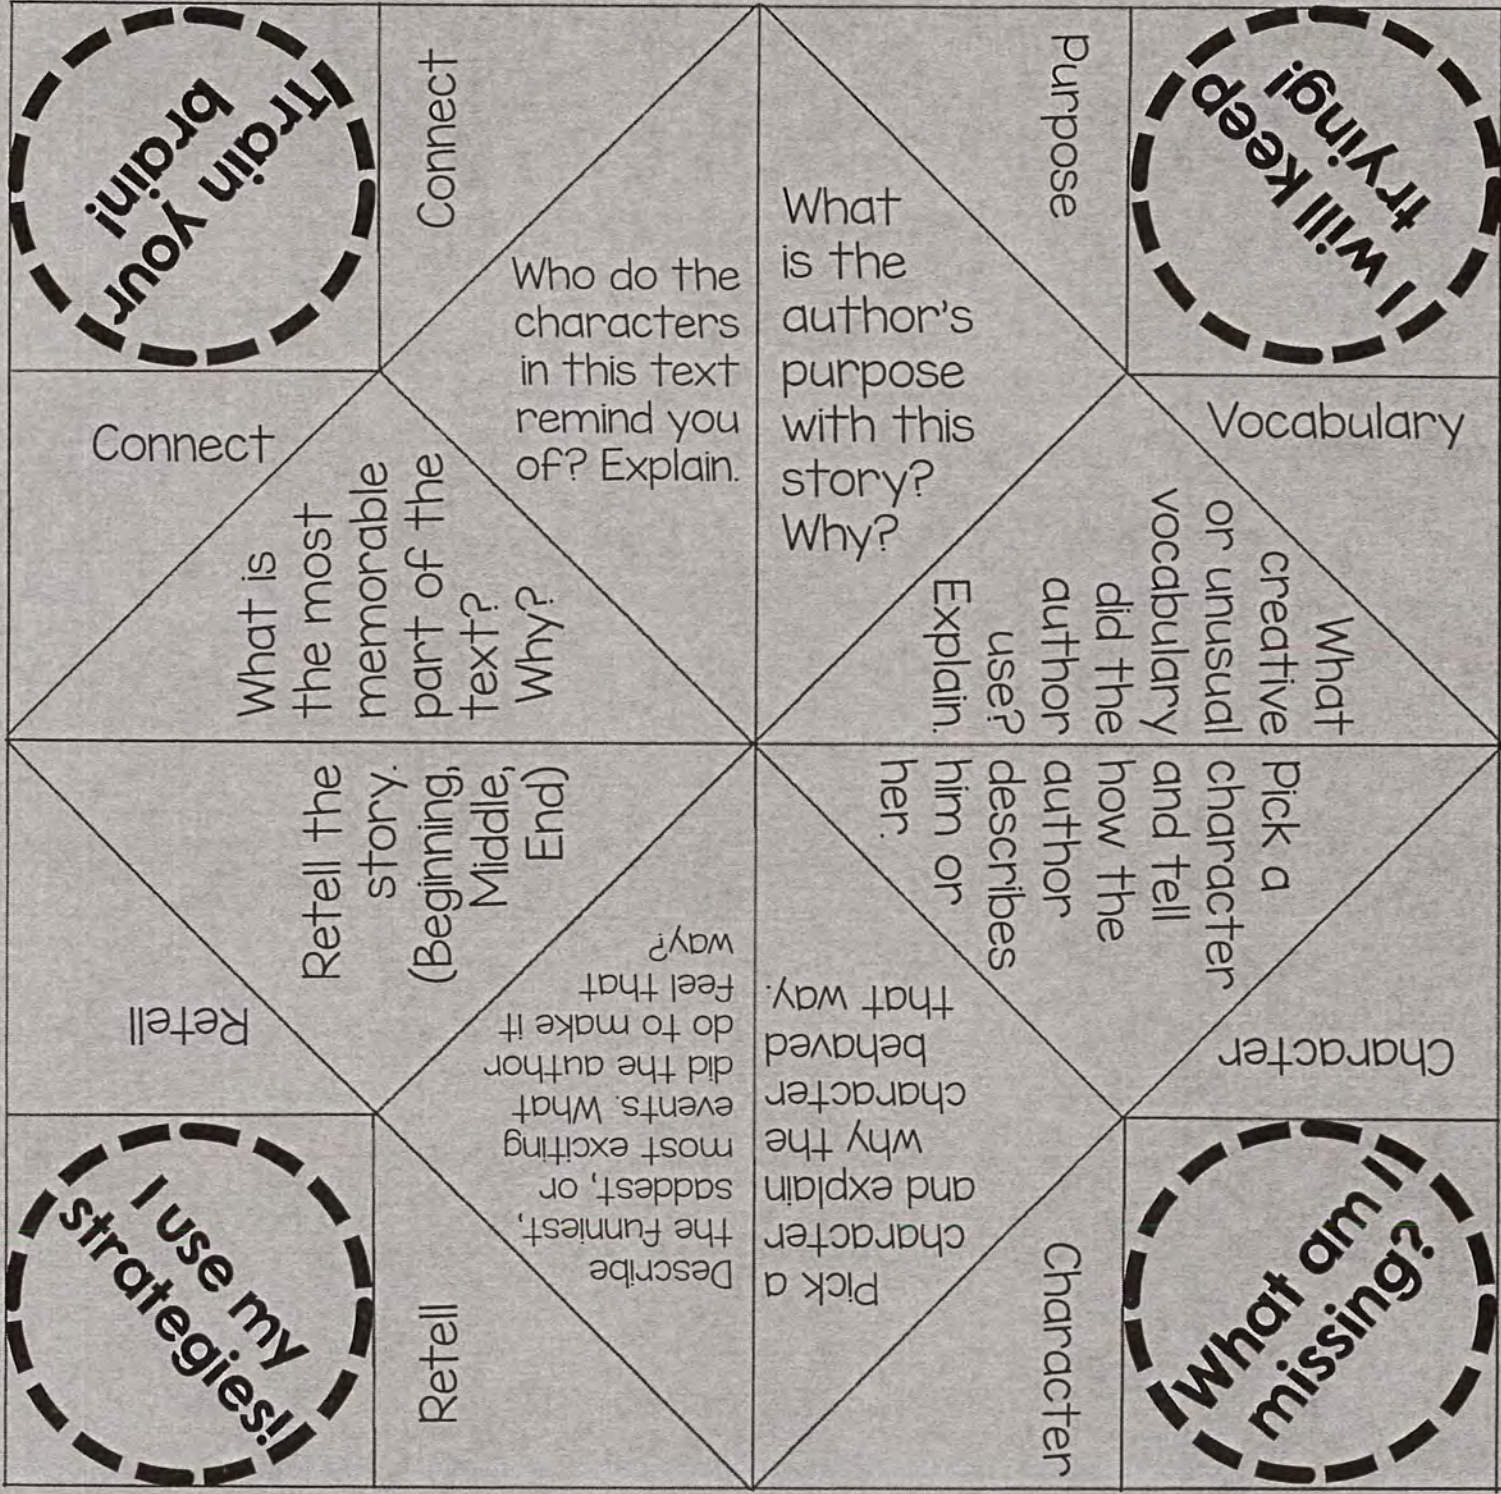 Train your
brain!
Connect
Purpose
I will keep
trying!
Who do the
characters
in this text
remind you
of? Explain.
What
is the
author's
purpose
with this
story?
Why?
Connect
What is
the most
memorable
part of the
text?
Why?
Vocabulary
What
creative
or unusual
vocabulary
did the
author
use?
Explain.
Retell the
story.
(Beginning,
Middle,
End)
Retell
Pick a
character
and tell
how the
author
describes
him or
her.
Character
Describe
the funniest,
saddest, or
most exciting
events. What
did the author
do to make it
feel that
way?
Pick a
character
and explain
why the
character
behaved
that way.
I use my
strategies!
Retell
Character
What am I
missing?